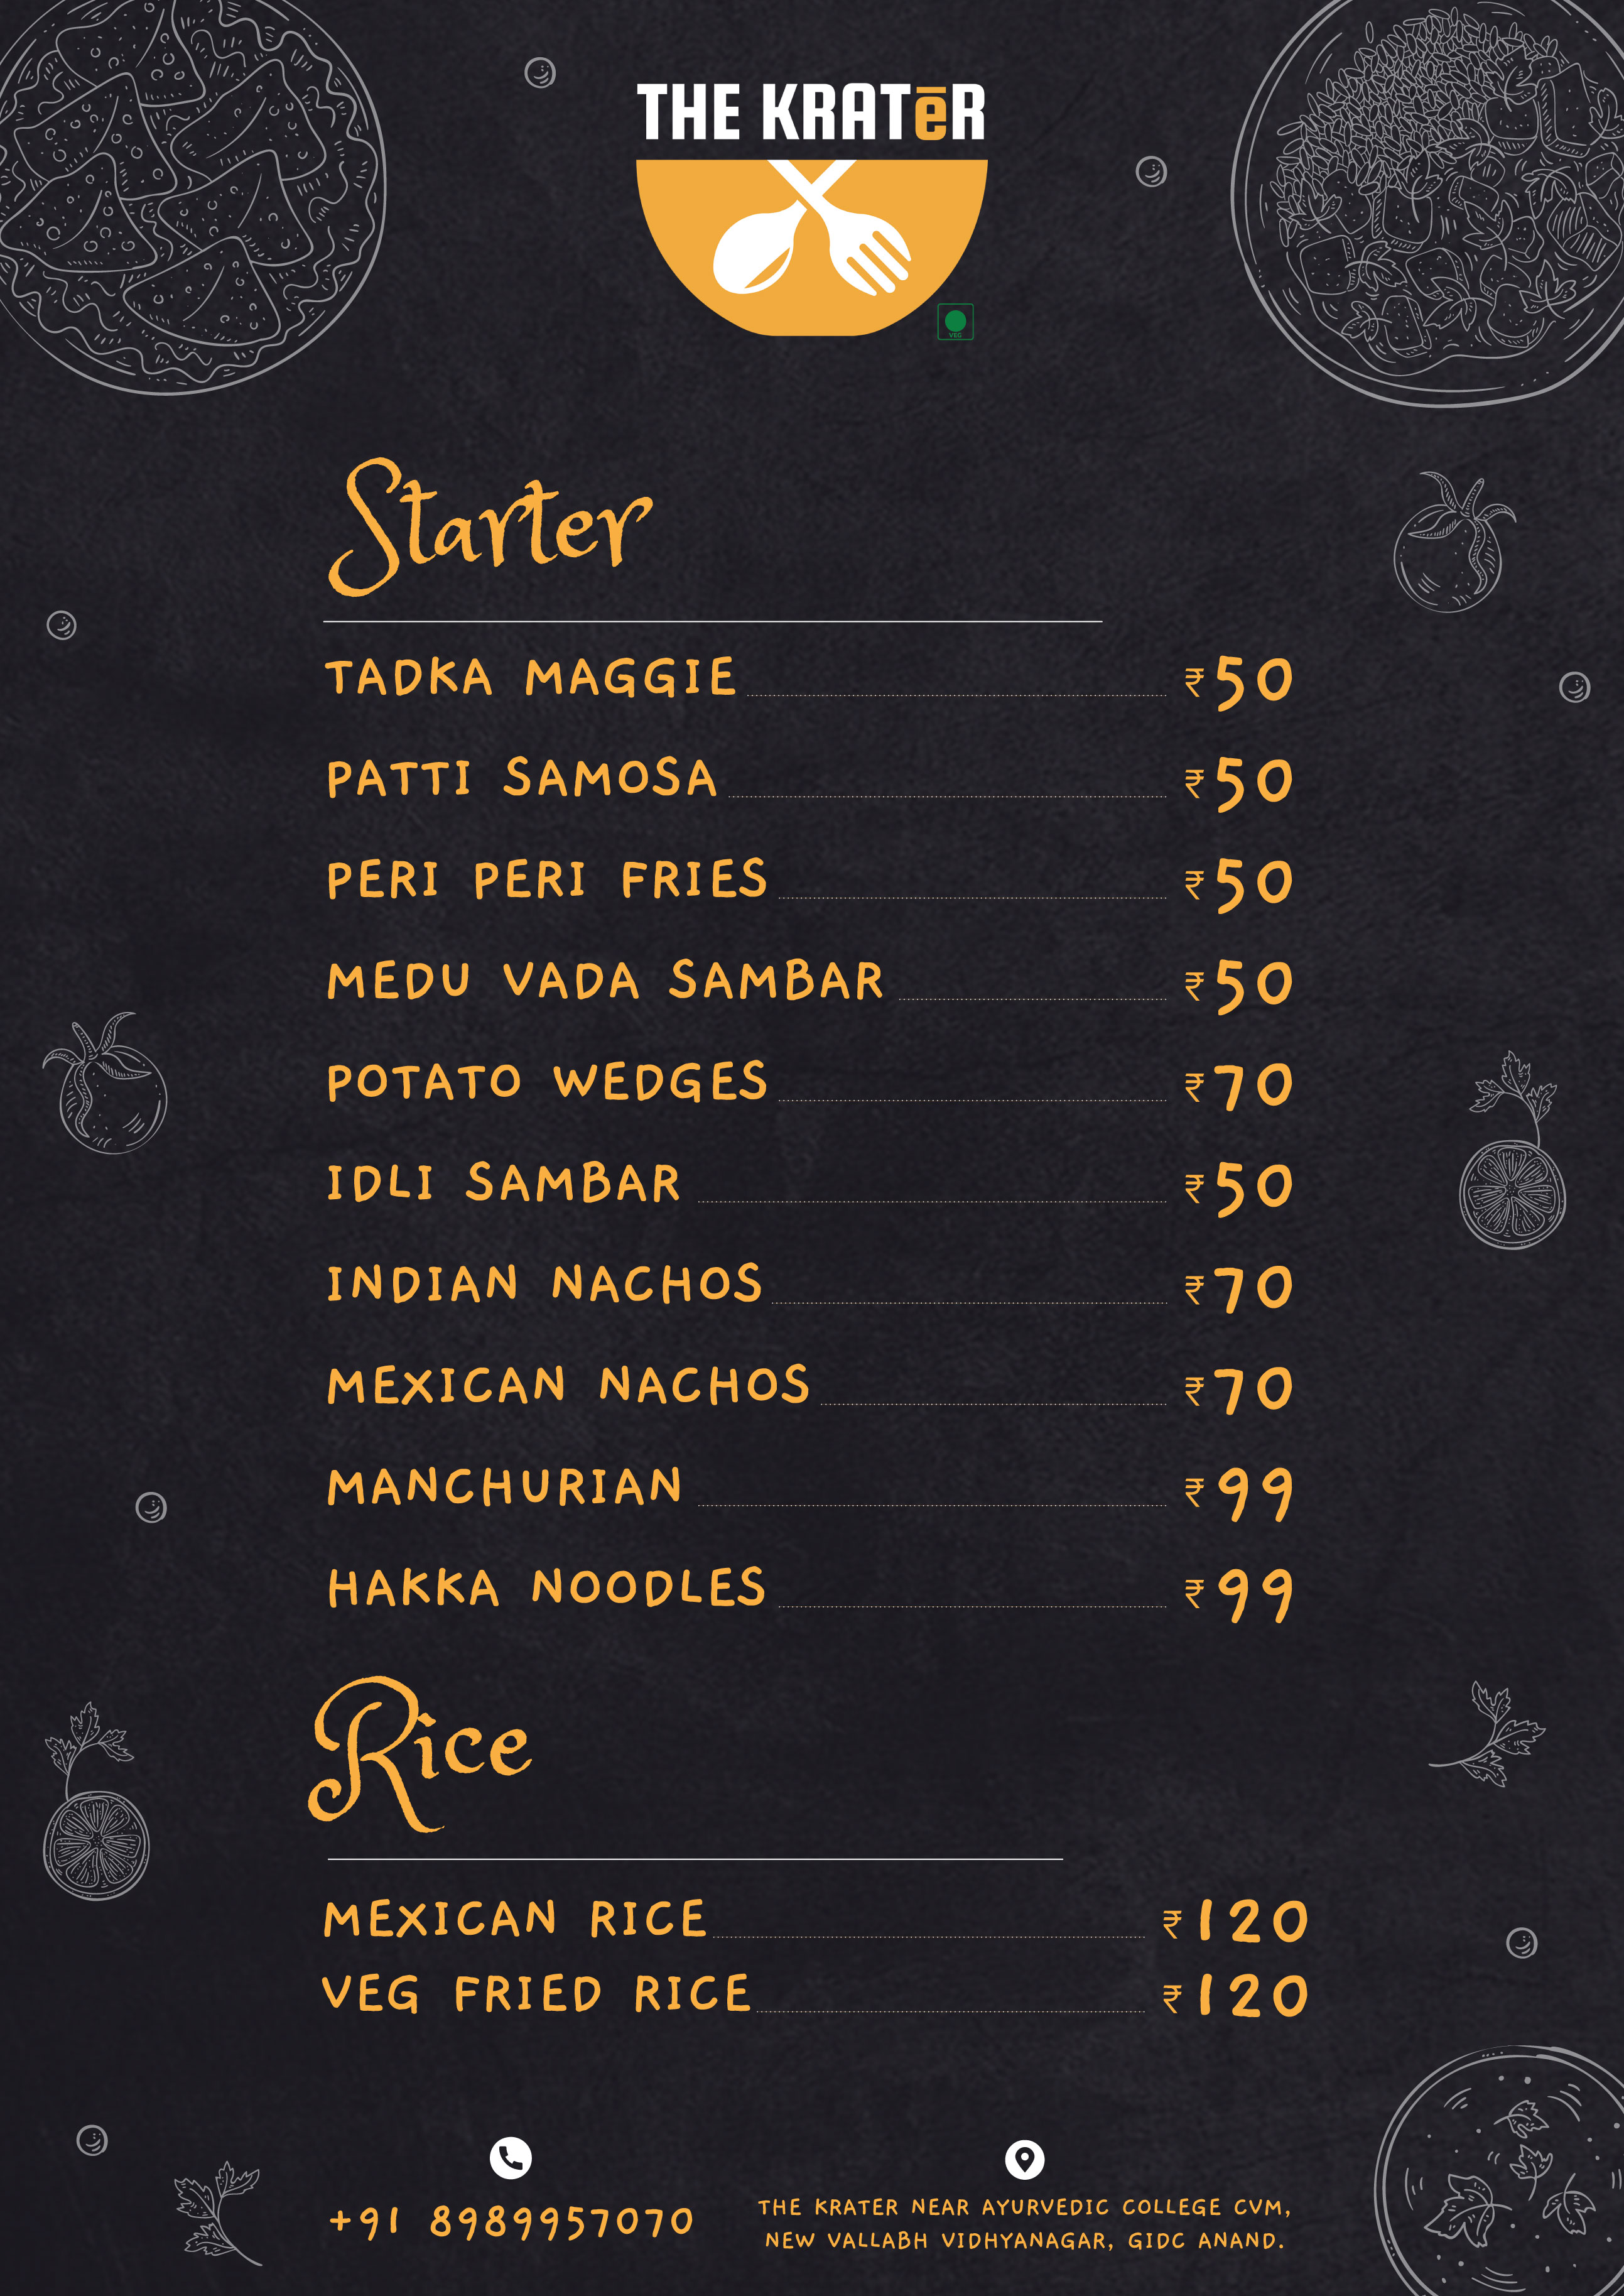 THE KRATēR
VEG
Starter
TADKA MAGGIE ₹50
PATTI SAMOSA ₹50
PERI PERI FRIES ₹50
MEDU VADA SAMBAR ₹50
POTATO WEDGES ₹70
IDLI SAMBAR ₹50
INDIAN NACHOS ₹70
MEXICAN NACHOS ₹70
MANCHURIAN ₹99
HAKKA NOODLES ₹99
Rice
MEXICAN RICE ₹120
VEG FRIED RICE ₹120
+91 8989957070
THE KRATER NEAR AYURVEDIC COLLEGE CVM,
NEW VALLABH VIDHYANAGAR, GIDC ANAND.